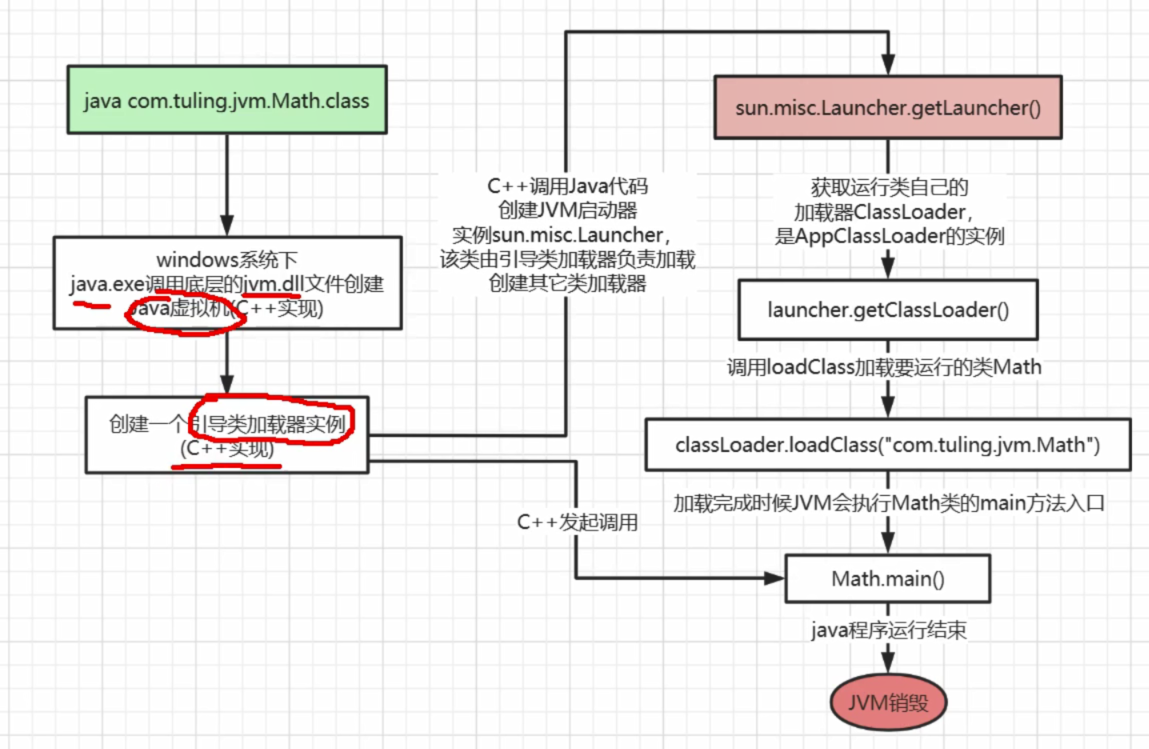 java com.tuling.jvm.Math.class
windows系统下
java.exe调用底层的jvm.dll文件创建
Java虚拟机(C++实现)
创建一个引导类加载器实例
(C++实现)
C++调用Java代码
创建JVM启动器
实例sun.misc.Launcher,
该类由引导类加载器负责加载
创建其它类加载器
C++发起调用
sun.misc.Launcher.getLauncher()
获取运行类自己的
加载器ClassLoader,
是AppClassLoader的实例
launcher.getClassLoader()
调用loadClass加载要运行的类Math
classLoader.loadClass("com.tuling.jvm.Math")
加载完成时候JVM会执行Math类的main方法入口
Math.main()
java程序运行结束
JVM销毁